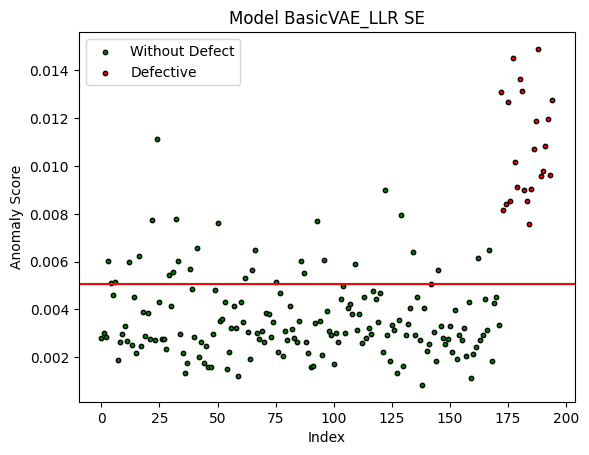 Model BasicVAE_LLR SE
Without Defect
Defective
Anomaly Score
0.014
0.012
0.010
0.008
0.006
0.004
0.002
0 25 50 75 100 125 150 175 200
Index